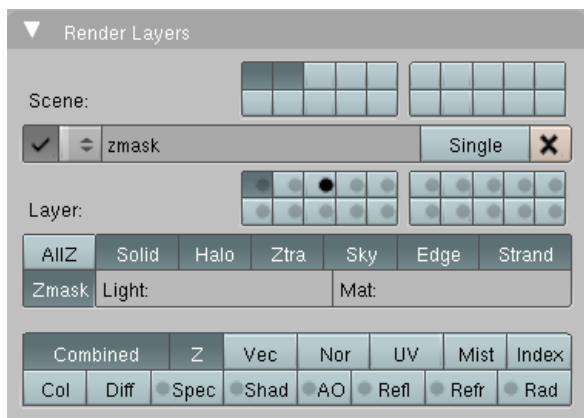 Render Layers
Scene:
zmask Single
Layer:
AllZ Solid Halo Ztra Sky Edge Strand
Zmask Light: Mat:
Combined Z Vec Nor UV Mist Index
Col Diff Spec Shad AO Refl Refr Rad